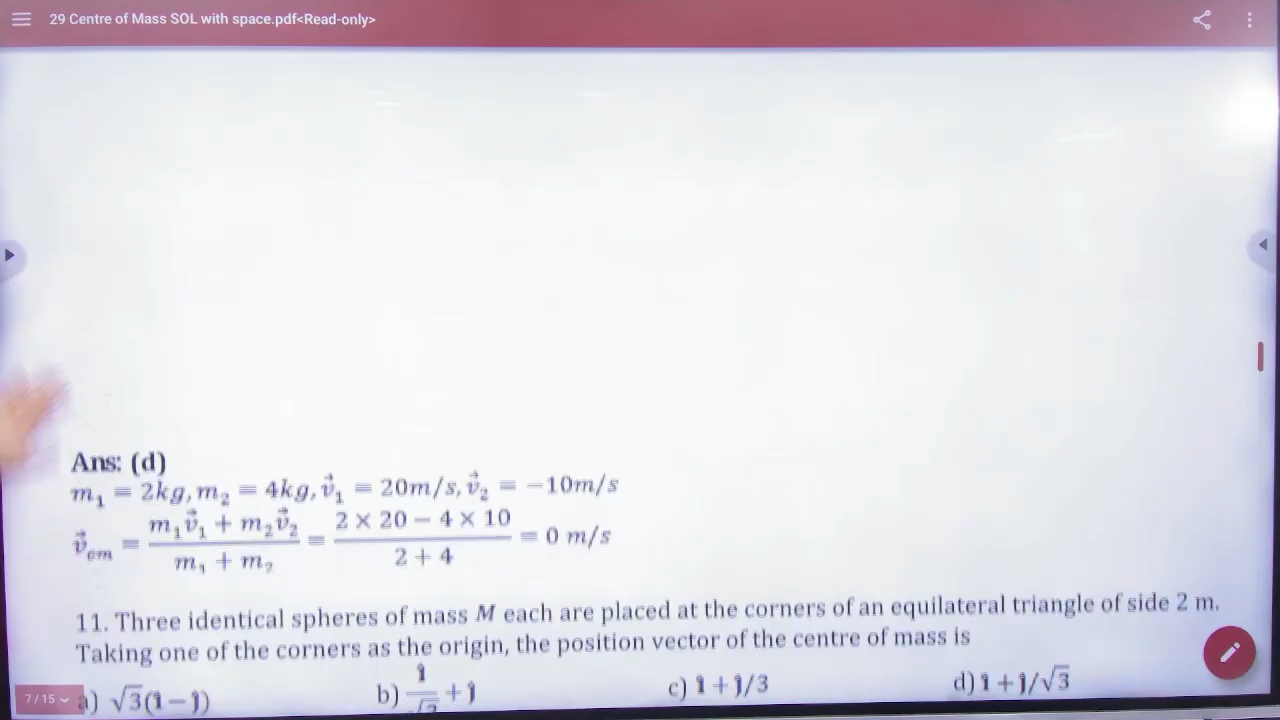 29 Centre of Mass SOL with space.pdf<Read-only>
Ans: (d)
m₁ = 2kg, m₂ = 4kg, v⃗₁ = 20m/s, v⃗₂ = −10m/s
v⃗cm = (m₁v⃗₁ + m₂v⃗₂)/(m₁ + m₂) = (2 × 20 − 4 × 10)/(2 + 4) = 0 m/s
11. Three identical spheres of mass M each are placed at the corners of an equilateral triangle of side 2 m.
Taking one of the corners as the origin, the position vector of the centre of mass is
a) √3(î − ĵ) b) î/√3 + ĵ c) î + ĵ/3 d) î + ĵ/√3
7 / 15